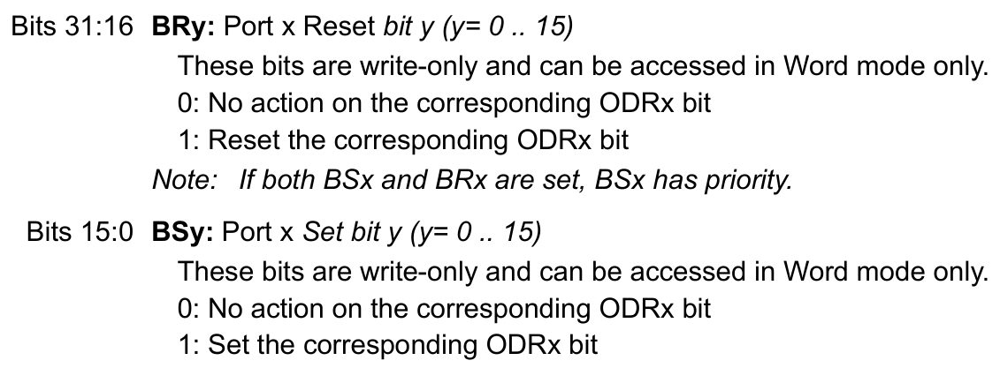 Bits 31:16 BRy: Port x Reset bit y (y= 0 .. 15)
These bits are write-only and can be accessed in Word mode only.
0: No action on the corresponding ODRx bit
1: Reset the corresponding ODRx bit
Note: If both BSx and BRx are set, BSx has priority.
Bits 15:0 BSy: Port x Set bit y (y= 0 .. 15)
These bits are write-only and can be accessed in Word mode only.
0: No action on the corresponding ODRx bit
1: Set the corresponding ODRx bit